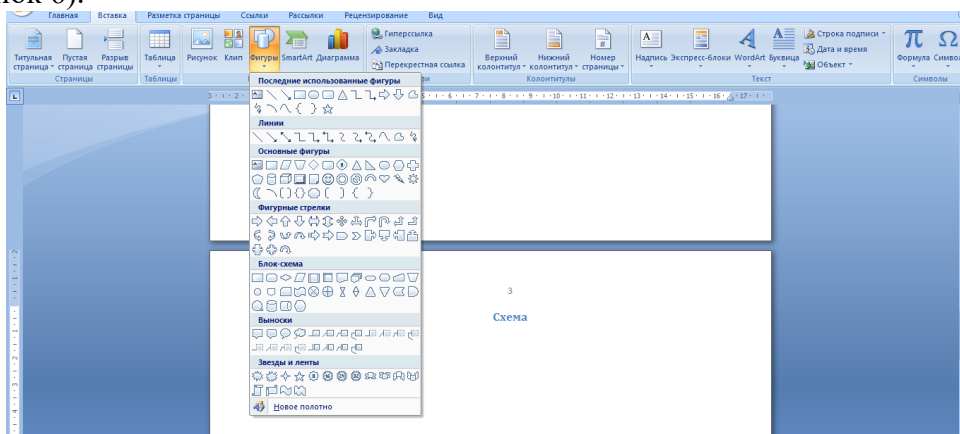 Главная Вставка Разметка страницы Ссылки Рассылки Рецензирование Вид
Титульная страница Пустая страница Разрыв страницы
Страницы
Таблица
Таблицы
Рисунок Клип Фигуры SmartArt Диаграмма
Гиперссылка
Закладка
Перекрестная ссылка
Верхний колонтитул Нижний колонтитул Номер страницы
Колонтитулы
Надпись Экспресс-блоки WordArt Буквица
Строка подписи
Дата и время
Объект
Текст
Формула
Символы
Последние использованные фигуры
Линии
Основные фигуры
Фигурные стрелки
Блок-схема
Выноски
Звезды и ленты
Новое полотно
3
Схема